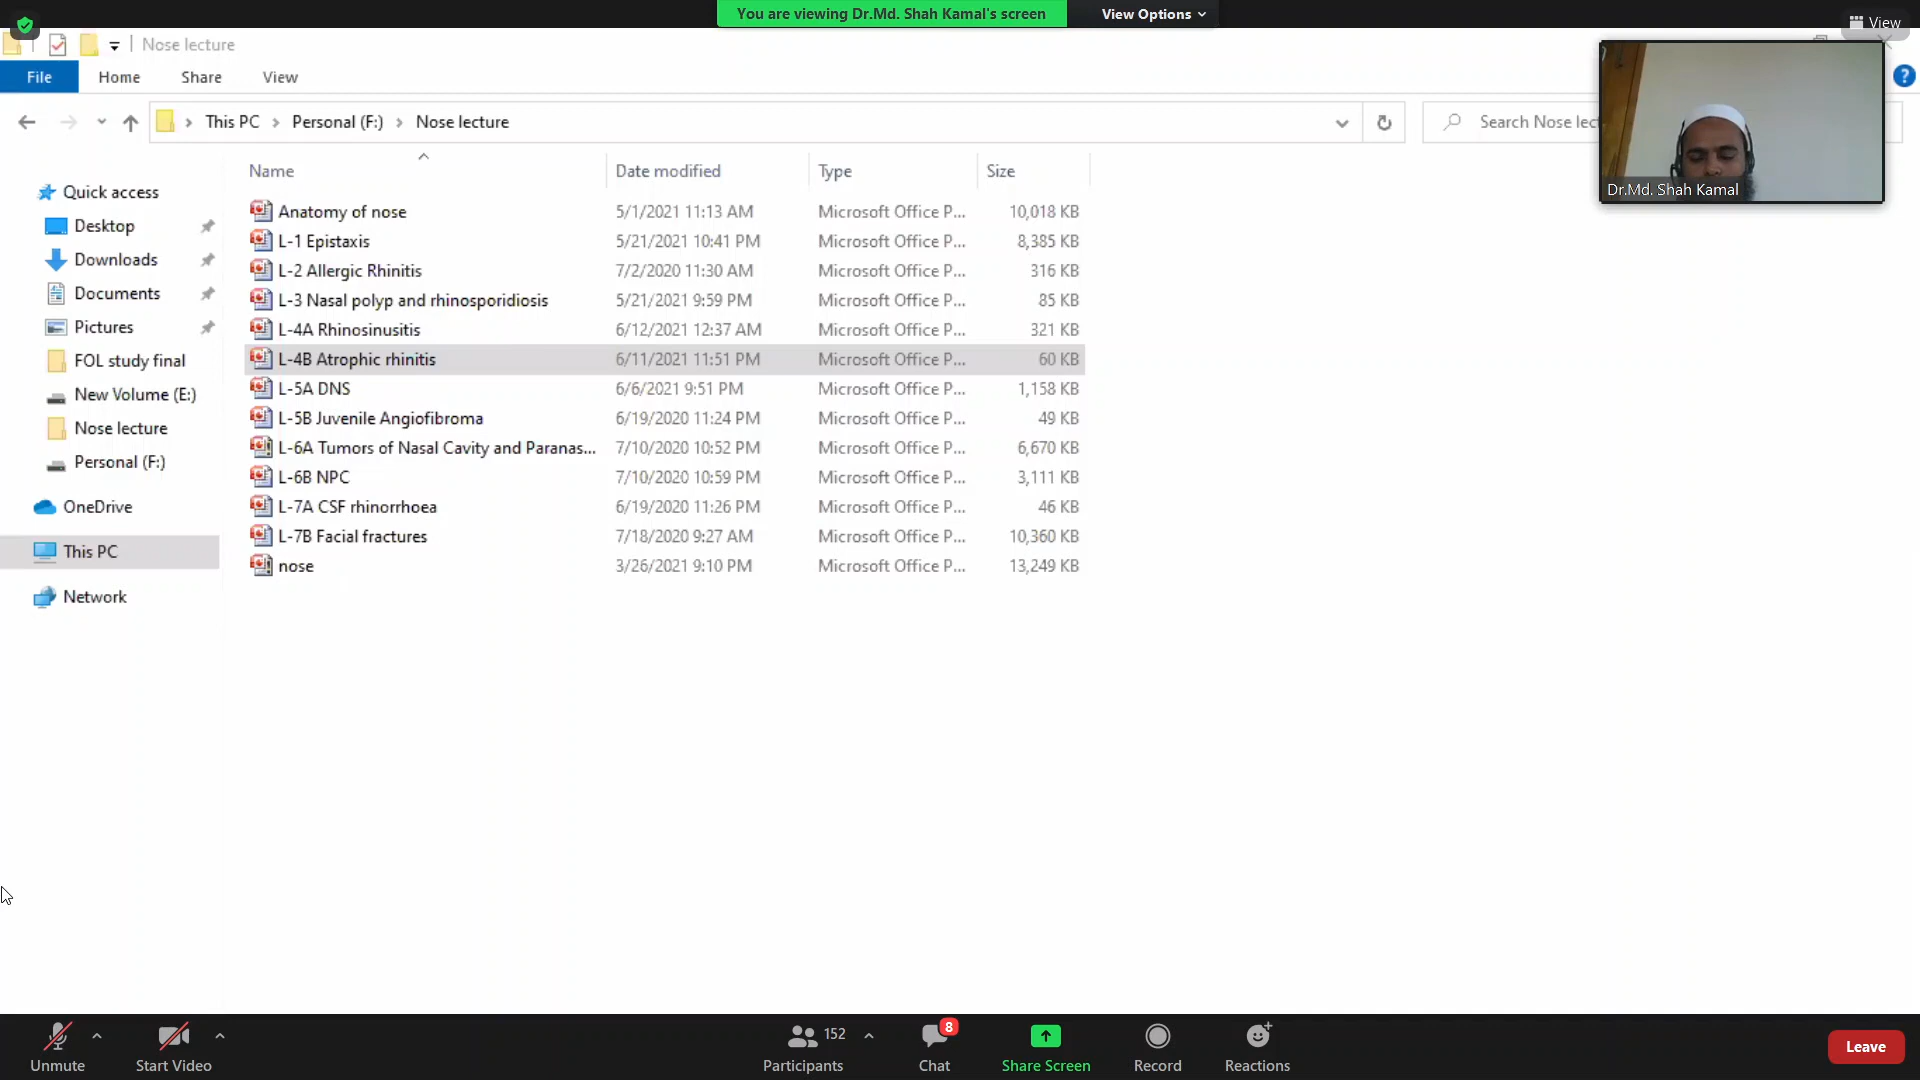 You are viewing Dr.Md. Shah Kamal's screen
View Options
View
Nose lecture
File Home Share View
This PC Personal (F:) Nose lecture
Search Nose
Dr.Md. Shah Kamal
Name Date modified Type Size
Quick access
Desktop
Downloads
Documents
Pictures
FOL study final
New Volume (E:)
Nose lecture
Personal (F:)
OneDrive
This PC
Network
Anatomy of nose 5/1/2021 11:13 AM Microsoft Office P... 10,018 KB
L-1 Epistaxis 5/21/2021 10:41 PM Microsoft Office P... 8,385 KB
L-2 Allergic Rhinitis 7/2/2020 11:30 AM Microsoft Office P... 316 KB
L-3 Nasal polyp and rhinosporidiosis 5/21/2021 9:59 PM Microsoft Office P... 85 KB
L-4A Rhinosinusitis 6/12/2021 12:37 AM Microsoft Office P... 321 KB
L-4B Atrophic rhinitis 6/11/2021 11:51 PM Microsoft Office P... 60 KB
L-5A DNS 6/6/2021 9:51 PM Microsoft Office P... 1,158 KB
L-5B Juvenile Angiofibroma 6/19/2020 11:24 PM Microsoft Office P... 49 KB
L-6A Tumors of Nasal Cavity and Paranas... 7/10/2020 10:52 PM Microsoft Office P... 6,670 KB
L-6B NPC 7/10/2020 10:59 PM Microsoft Office P... 3,111 KB
L-7A CSF rhinorrhoea 6/19/2020 11:26 PM Microsoft Office P... 46 KB
L-7B Facial fractures 7/18/2020 9:27 AM Microsoft Office P... 10,360 KB
nose 3/26/2021 9:10 PM Microsoft Office P... 13,249 KB
Unmute
Start Video
152
Participants
8
Chat
Share Screen
Record
Reactions
Leave